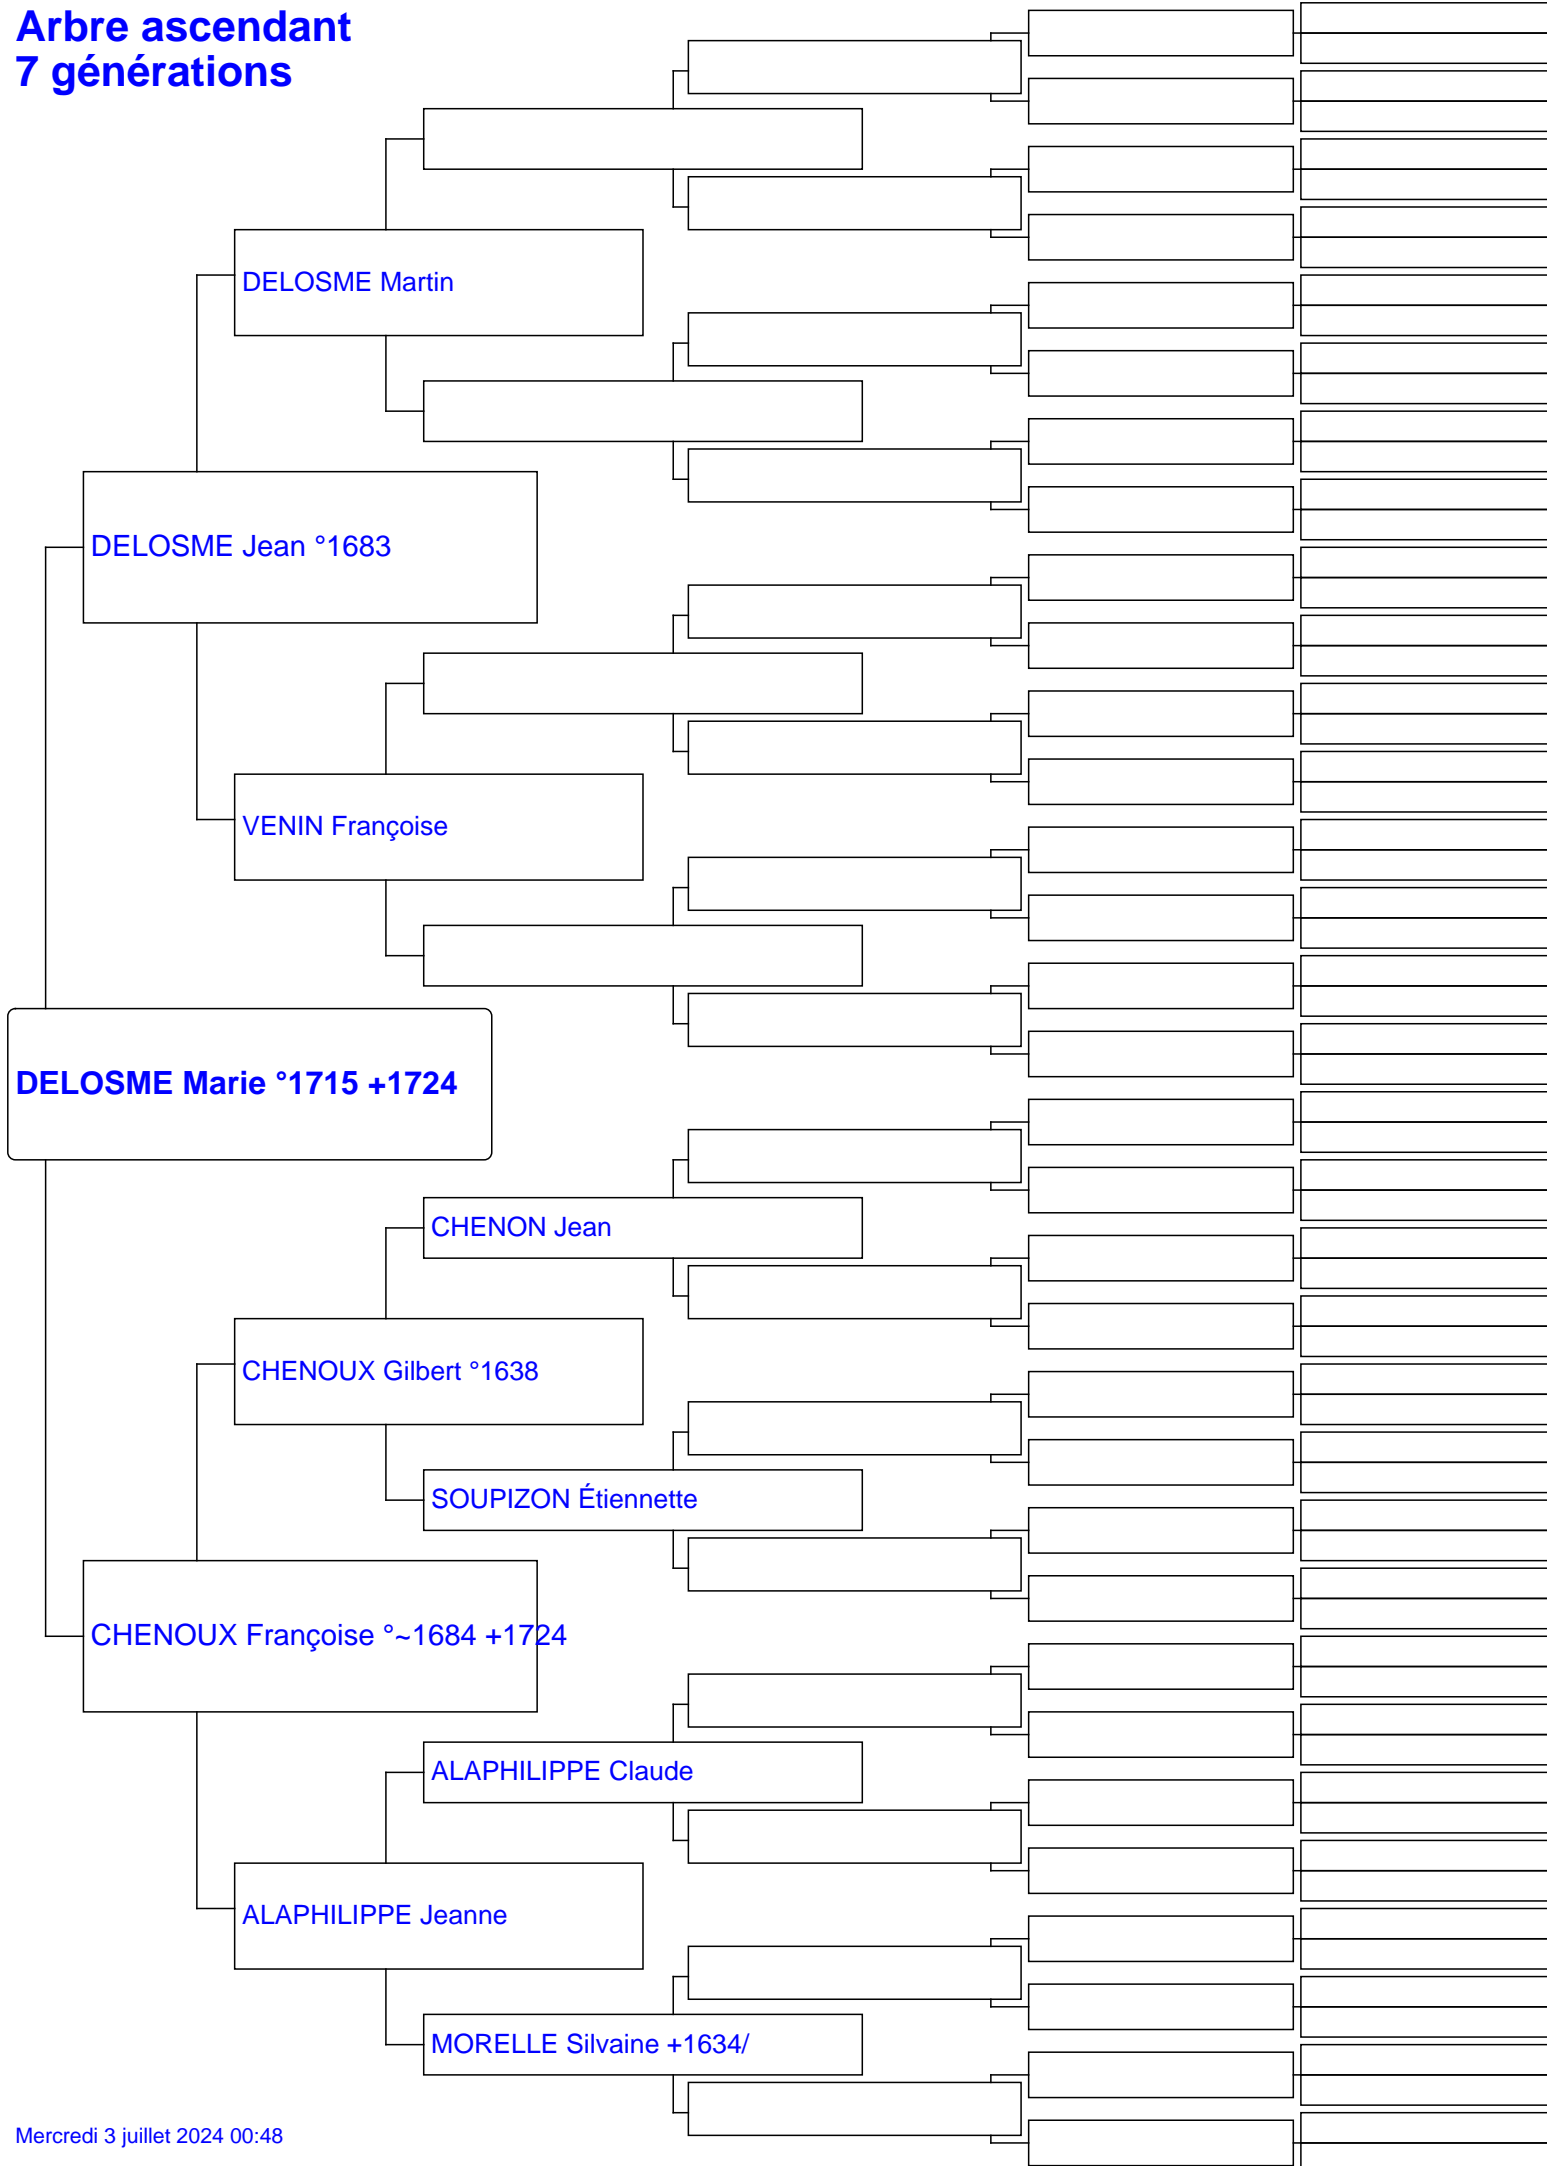 Arbre ascendant
7 générations
DELOSME Martin
DELOSME Jean °1683
VENIN Françoise
DELOSME Marie °1715 +1724
CHENON Jean
CHENOUX Gilbert °1638
SOUPIZON Étiennette
CHENOUX Françoise °~1684 +1724
ALAPHILIPPE Claude
ALAPHILIPPE Jeanne
MORELLE Silvaine +1634/
Mercredi 3 juillet 2024 00:48